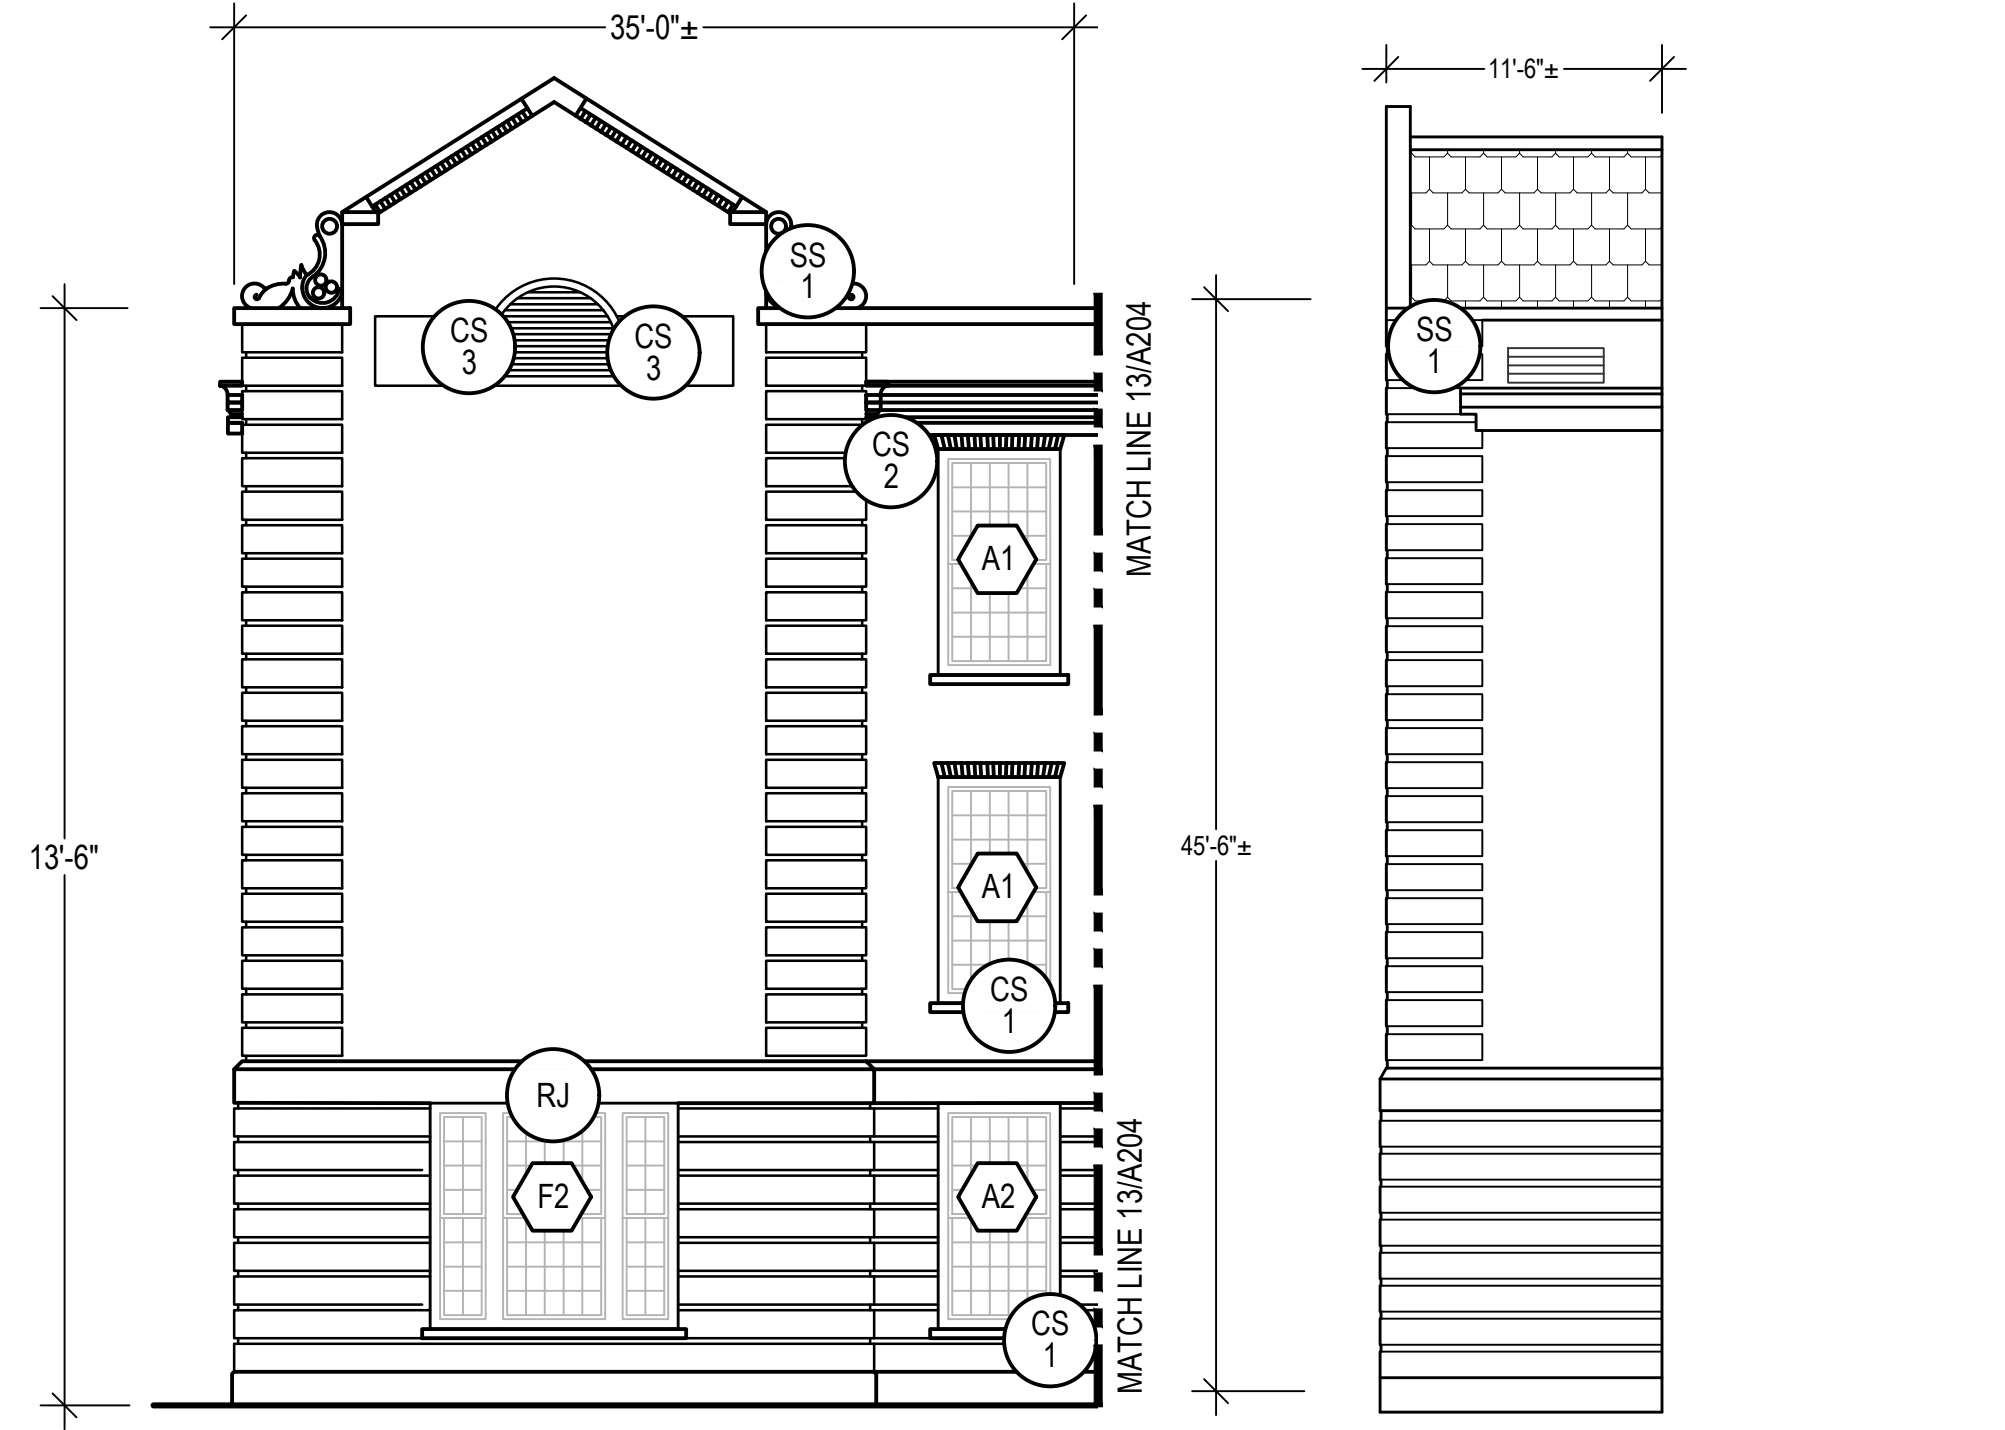 35'-0"±
11'-6"±
SS
1
CS
3
CS
3
SS
1
CS
2
MATCH LINE 13/A204
A1
13'-6"
45'-6"±
A1
CS
1
RJ
F2
A2
MATCH LINE 13/A204
CS
1